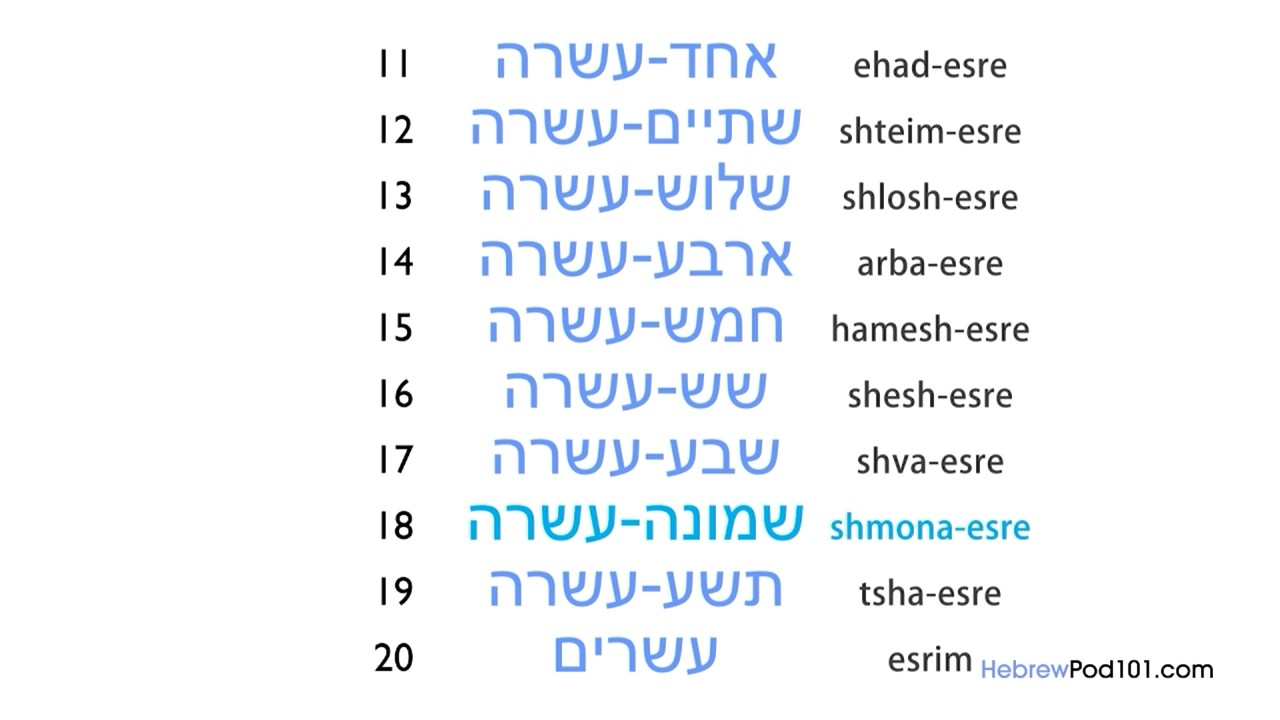 11 אחד-עשרה ehad-esre
12 שתיים-עשרה shteim-esre
13 שלוש-עשרה shlosh-esre
14 ארבע-עשרה arba-esre
15 חמש-עשרה hamesh-esre
16 שש-עשרה shesh-esre
17 שבע-עשרה shva-esre
18 שמונה-עשרה shmona-esre
19 תשע-עשרה tsha-esre
20 עשרים esrim
HebrewPod101.com